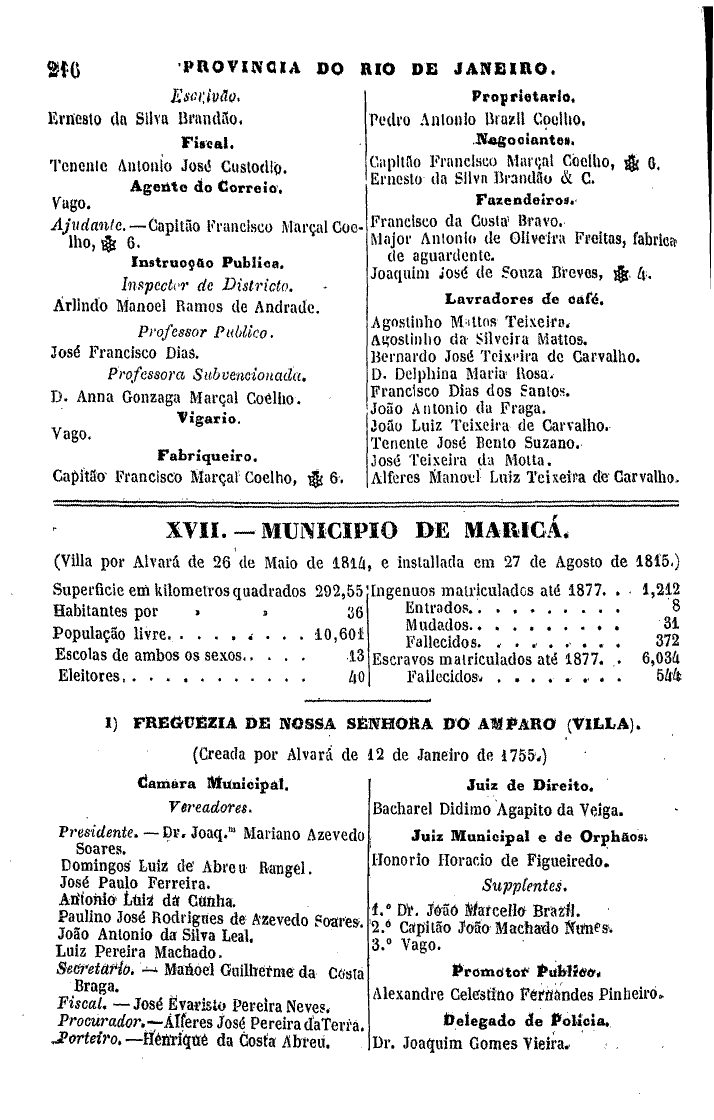 216 PROVINCIA DO RIO DE JANEIRO.
Escrivão.
Ernesto da Silva Brandão.
Fiscal.
Tenente Antonio José Custodio.
Agente do Correio.
Vago.
Ajudante.—Capitão Francisco Marçal Coe-
lho, 6.
Instrucção Publica.
Inspector de Districto.
Arlindo Manoel Ramos de Andrade.
Professor Publico.
José Francisco Dias.
Professora Subvencionada.
D. Anna Gonzaga Marçal Coelho.
Vigario.
Vago.
Fabriqueiro.
Capitão Francisco Marçal Coelho, 6.
Proprietario.
Pedro Antonio Brazil Coelho.
Negociantes.
Capitão Francisco Marçal Coelho, 6.
Ernesto da Silva Brandão & C.
Fazendeiros.
Francisco da Costa Bravo.
Major Antonio de Oliveira Freitas, fabrica
de aguardente.
Joaquim José de Souza Breves, 4.
Lavradores de café.
Agostinho Mattos Teixeira.
Agostinho da Silveira Mattos.
Bernardo José Teixeira de Carvalho.
D. Delphina Maria Rosa.
Francisco Dias dos Santos.
João Antonio da Fraga.
João Luiz Teixeira de Carvalho.
Tenente José Bento Suzano.
José Teixeira da Motta.
Alferes Manoel Luiz Teixeira de Carvalho.
XVII. — MUNICIPIO DE MARICÁ.
(Villa por Alvará de 26 de Maio de 1814, e installada em 27 de Agosto de 1815.)
Superficie em kilometros quadrados 292,55
Habitantes por » » 36
População livre. . . . . . . . . 10,601
Escolas de ambos os sexos. . . . . 13
Eleitores. . . . . . . . . . . . 40
Ingenuos matriculados até 1877. . . 1,212
Entrados. . . . . . . . . . 8
Mudados. . . . . . . . . . 31
Fallecidos. . . . . . . . . 372
Escravos matriculados até 1877. . . 6,034
Fallecidos. . . . . . . . . 544
1) FREGUEZIA DE NOSSA SENHORA DO AMPARO (VILLA).
(Creada por Alvará de 12 de Janeiro de 1755.)
Camara Municipal.
Vereadores.
Presidente. — Dr. Joaq.m Mariano Azevedo
Soares.
Domingos Luiz de Abreu Rangel.
José Paulo Ferreira.
Antonio Luiz da Cunha.
Paulino José Rodrigues de Azevedo Soares.
João Antonio da Silva Leal.
Luiz Pereira Machado.
Secretario. — Manoel Guilherme da Costa
Braga.
Fiscal. — José Evaristo Pereira Neves.
Procurador.—Alferes José Pereira da Terra.
Porteiro. —Henrique da Costa Abreu.
Juiz de Direito.
Bacharel Didimo Agapito da Veiga.
Juiz Municipal e de Orphãos.
Honorio Horacio de Figueiredo.
Supplentes.
1.º Dr. João Marcello Brazil.
2.º Capitão João Machado Nunes.
3.º Vago.
Promotor Publico.
Alexandre Celestino Fernandes Pinheiro.
Delegado de Policia.
Dr. Joaquim Gomes Vieira.